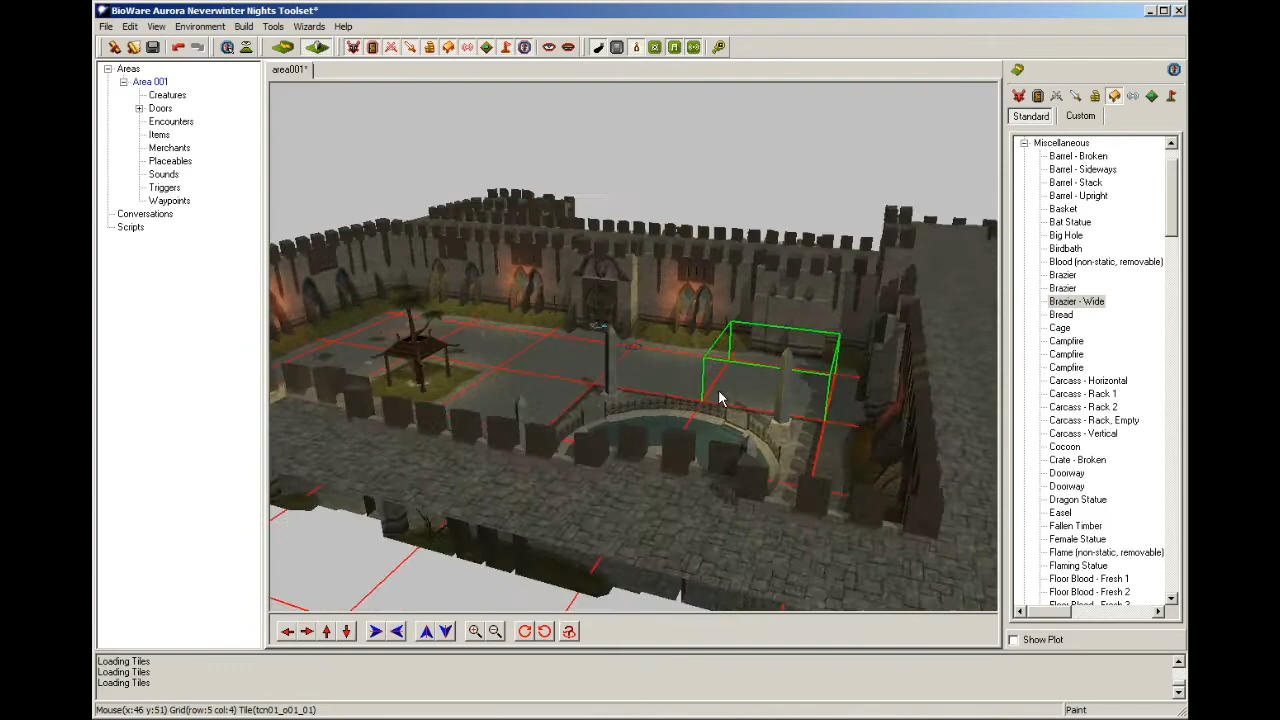 BioWare Aurora Neverwinter Nights Toolset*
File Edit View Environment Build Tools Wizards Help
area001*
Areas
Area 001
Creatures
Doors
Encounters
Items
Merchants
Placeables
Sounds
Triggers
Waypoints
Conversations
Scripts
Standard Custom
Miscellaneous
Barrel - Broken
Barrel - Sideways
Barrel - Stack
Barrel - Upright
Basket
Bat Statue
Big Hole
Birdbath
Blood (non-static, removable)
Brazier
Brazier
Brazier - Wide
Bread
Cage
Campfire
Campfire
Campfire
Carcass - Horizontal
Carcass - Rack 1
Carcass - Rack 2
Carcass - Rack, Empty
Carcass - Vertical
Cocoon
Crate - Broken
Doorway
Doorway
Dragon Statue
Easel
Fallen Timber
Female Statue
Flame (non-static, removable)
Flaming Statue
Floor Blood - Fresh 1
Floor Blood - Fresh 2
Show Plot
Loading Tiles
Loading Tiles
Loading Tiles
Mouse(x:46 y:51) Grid(row:5 col:4) Tile(tcn01_o01_01)
Paint